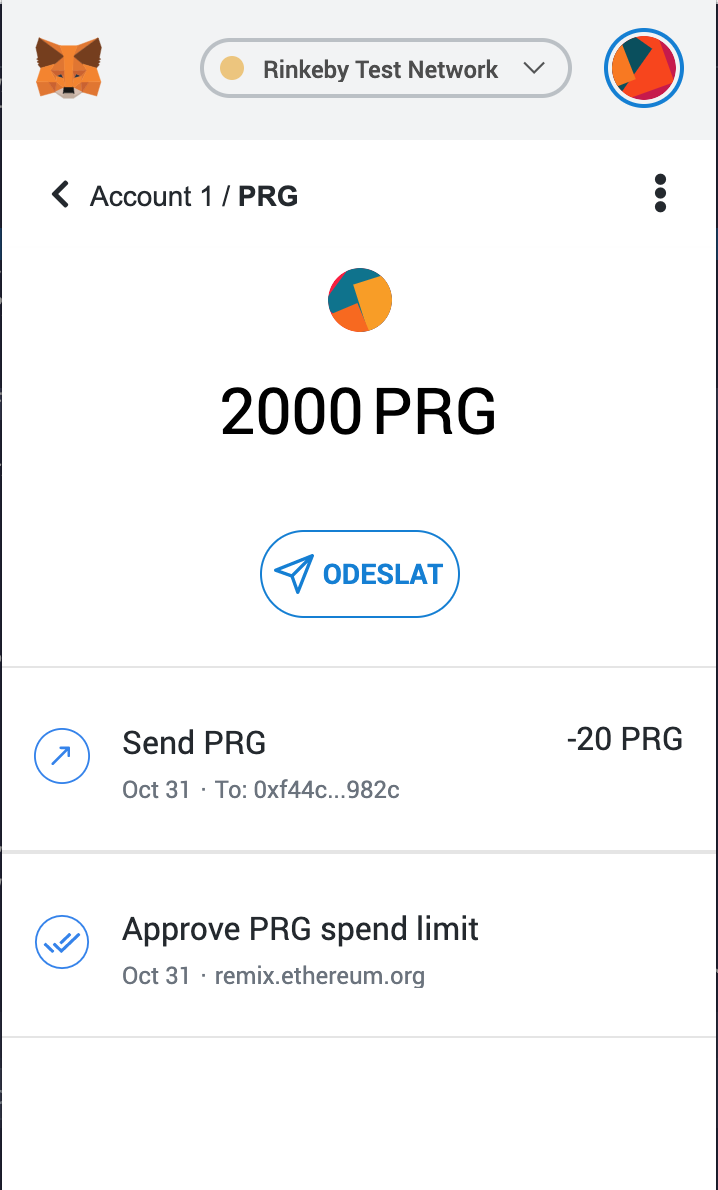 Rinkeby Test Network
Account 1 / PRG
2000 PRG
ODESLAT
Send PRG
-20 PRG
Oct 31 · To: 0xf44c...982c
Approve PRG spend limit
Oct 31 · remix.ethereum.org